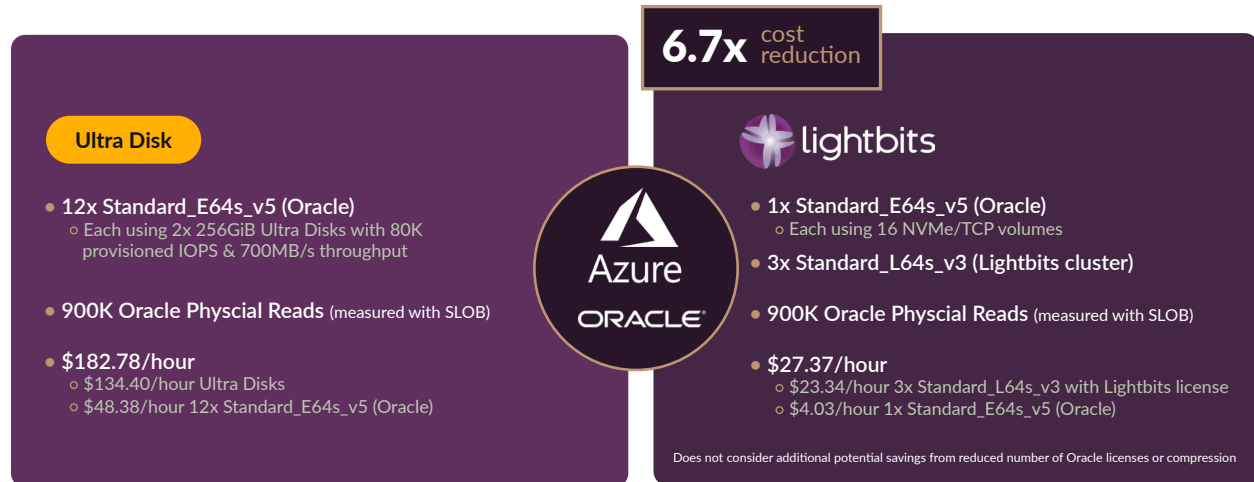 6.7x cost
reduction
Ultra Disk
• 12x Standard_E64s_v5 (Oracle)
○ Each using 2x 256GiB Ultra Disks with 80K
provisioned IOPS & 700MB/s throughput
• 900K Oracle Physcial Reads (measured with SLOB)
• $182.78/hour
○ $134.40/hour Ultra Disks
○ $48.38/hour 12x Standard_E64s_v5 (Oracle)
Azure
ORACLE®
lightbits
• 1x Standard_E64s_v5 (Oracle)
○ Each using 16 NVMe/TCP volumes
• 3x Standard_L64s_v3 (Lightbits cluster)
• 900K Oracle Physcial Reads (measured with SLOB)
• $27.37/hour
○ $23.34/hour 3x Standard_L64s_v3 with Lightbits license
○ $4.03/hour 1x Standard_E64s_v5 (Oracle)
Does not consider additional potential savings from reduced number of Oracle licenses or compression